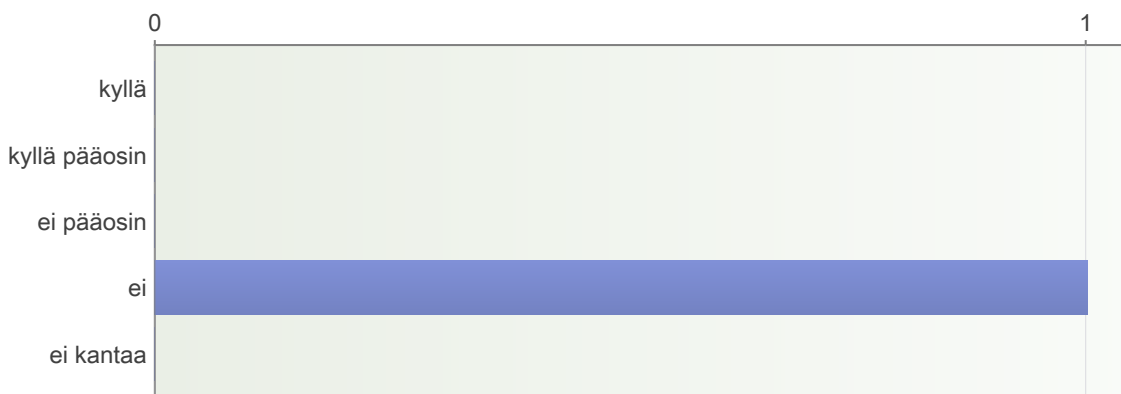 0 1
kyllä
kyllä pääosin
ei pääosin
ei
ei kantaa